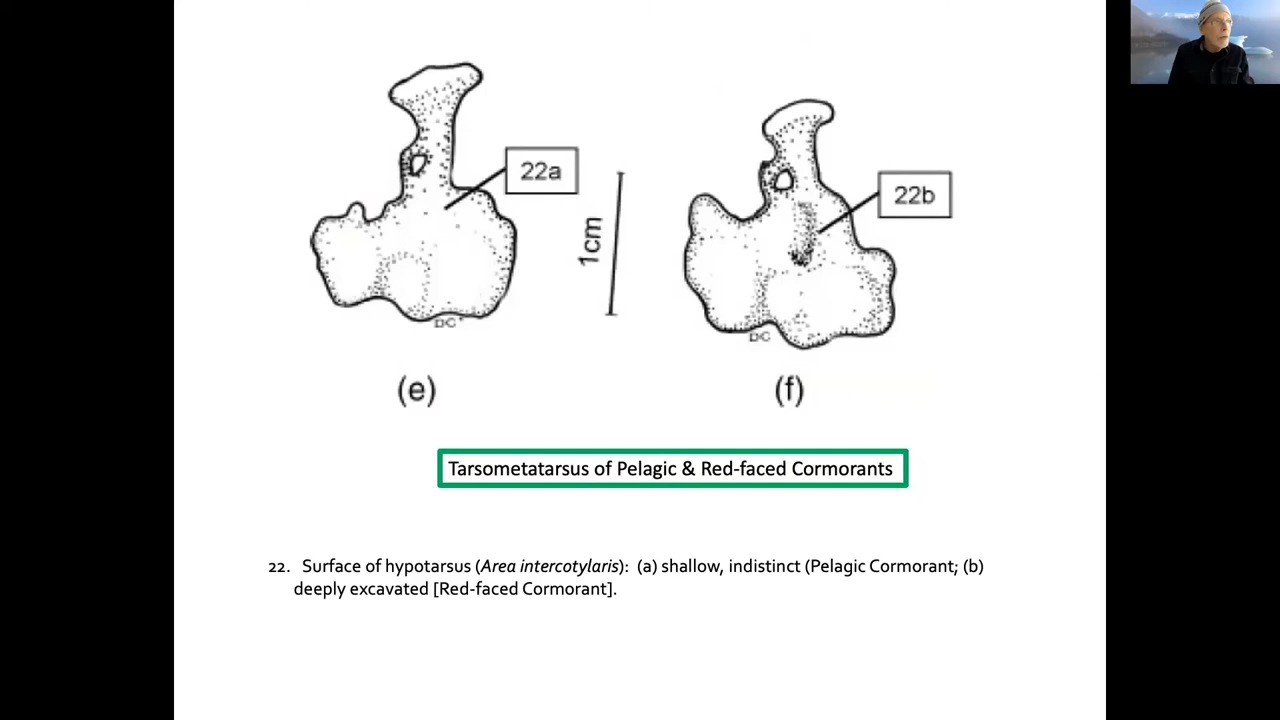 22a
22b
1cm
DC
DC
(e)
(f)
Tarsometatarsus of Pelagic & Red-faced Cormorants
22. Surface of hypotarsus (Area intercotylaris): (a) shallow, indistinct (Pelagic Cormorant; (b)
deeply excavated [Red-faced Cormorant].